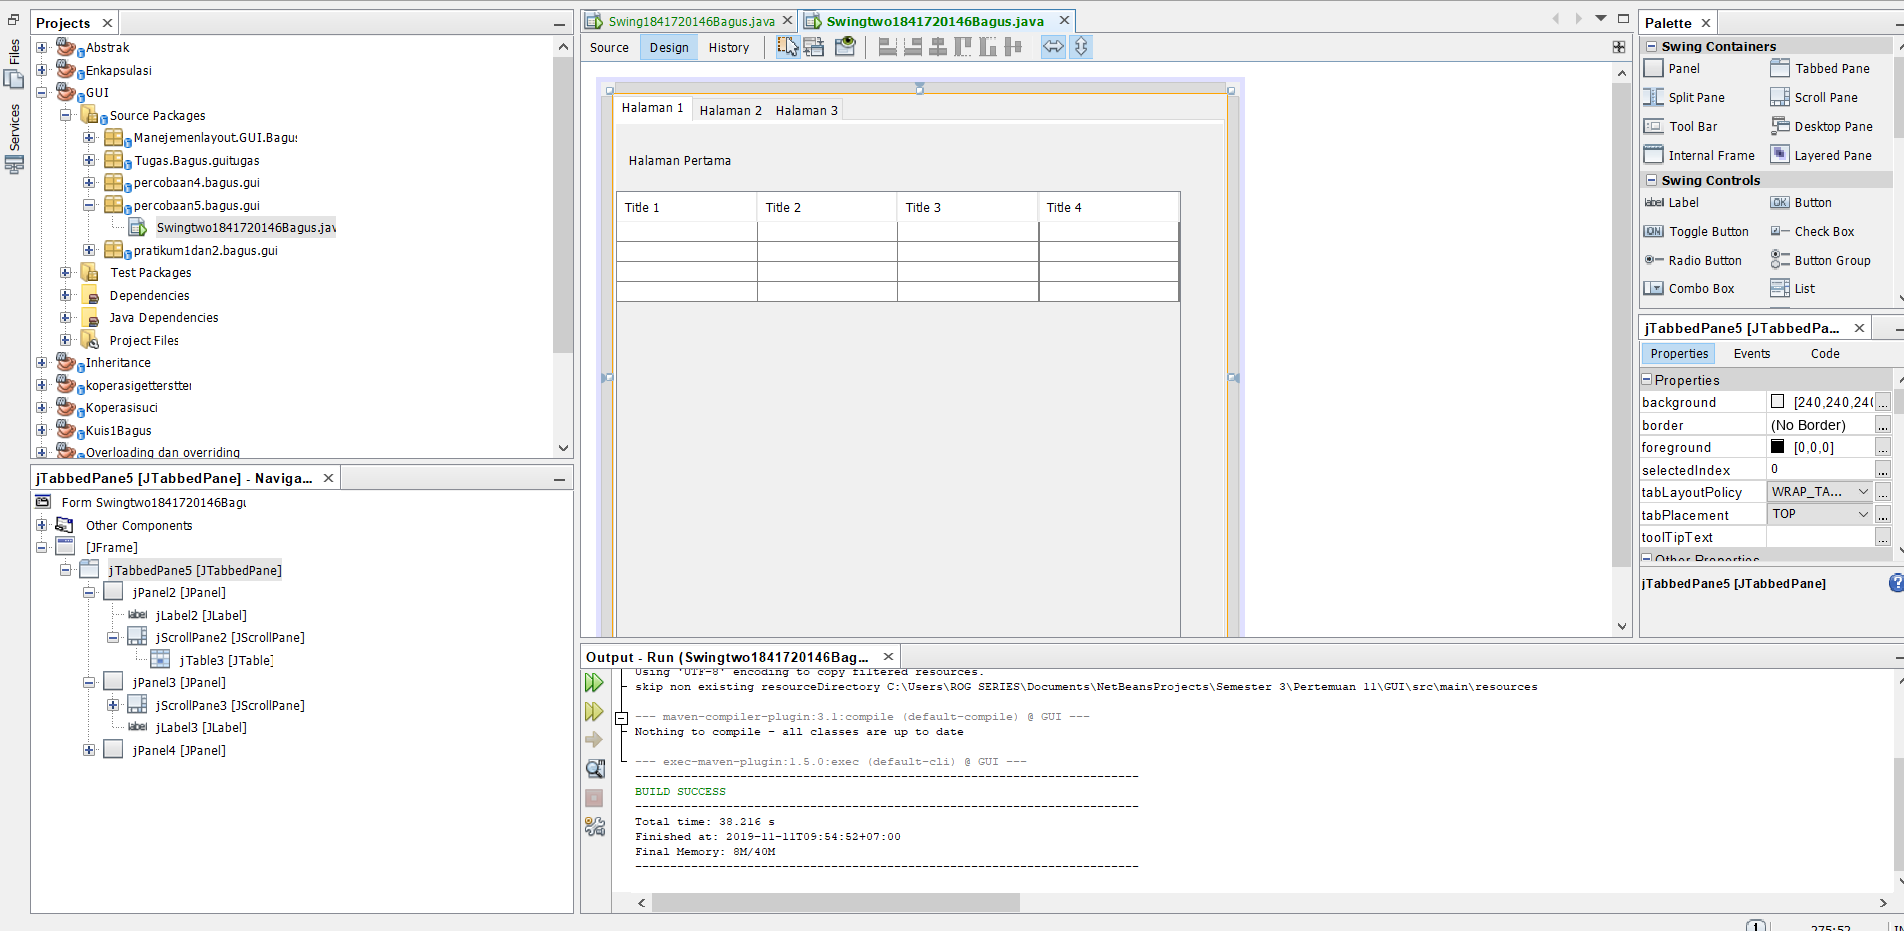 Files
Services
Projects
Abstrak
Enkapsulasi
GUI
Source Packages
Manejemenlayout.GUI.Bagus
Tugas.Bagus.guitugas
percobaan4.bagus.gui
percobaan5.bagus.gui
Swingtwo1841720146Bagus.jav
pratikum1dan2.bagus.gui
Test Packages
Dependencies
Java Dependencies
Project Files
Inheritance
koperasigetterstter
Koperasisuci
Kuis1Bagus
Overloading dan overriding
jTabbedPane5 [JTabbedPane] - Naviga...
Form Swingtwo1841720146Bagu
Other Components
[JFrame]
jTabbedPane5 [JTabbedPane]
jPanel2 [JPanel]
label jLabel2 [JLabel]
jScrollPane2 [JScrollPane]
jTable3 [JTable]
jPanel3 [JPanel]
jScrollPane3 [JScrollPane]
label jLabel3 [JLabel]
jPanel4 [JPanel]
Swing1841720146Bagus.java Swingtwo1841720146Bagus.java
Source Design History
Halaman 1 Halaman 2 Halaman 3
Halaman Pertama
Title 1 Title 2 Title 3 Title 4
Output - Run (Swingtwo1841720146Bag...
Using 'UTF-8' encoding to copy filtered resources.
skip non existing resourceDirectory C:\Users\ROG SERIES\Documents\NetBeansProjects\Semester 3\Pertemuan 11\GUI\src\main\resources
--- maven-compiler-plugin:3.1:compile (default-compile) @ GUI ---
Nothing to compile - all classes are up to date
--- exec-maven-plugin:1.5.0:exec (default-cli) @ GUI ---
------------------------------------------------------------------------
BUILD SUCCESS
------------------------------------------------------------------------
Total time: 38.216 s
Finished at: 2019-11-11T09:54:52+07:00
Final Memory: 8M/40M
------------------------------------------------------------------------
Palette
Swing Containers
Panel Tabbed Pane
Split Pane Scroll Pane
Tool Bar Desktop Pane
Internal Frame Layered Pane
Swing Controls
label Label OK Button
ON Toggle Button Check Box
Radio Button Button Group
Combo Box List
jTabbedPane5 [JTabbedPa...
Properties Events Code
Properties
background [240,240,240 ...
border (No Border) ...
foreground [0,0,0] ...
selectedIndex 0 ...
tabLayoutPolicy WRAP_TA... ...
tabPlacement TOP ...
toolTipText ...
Other Properties
jTabbedPane5 [JTabbedPane]
1 275:52